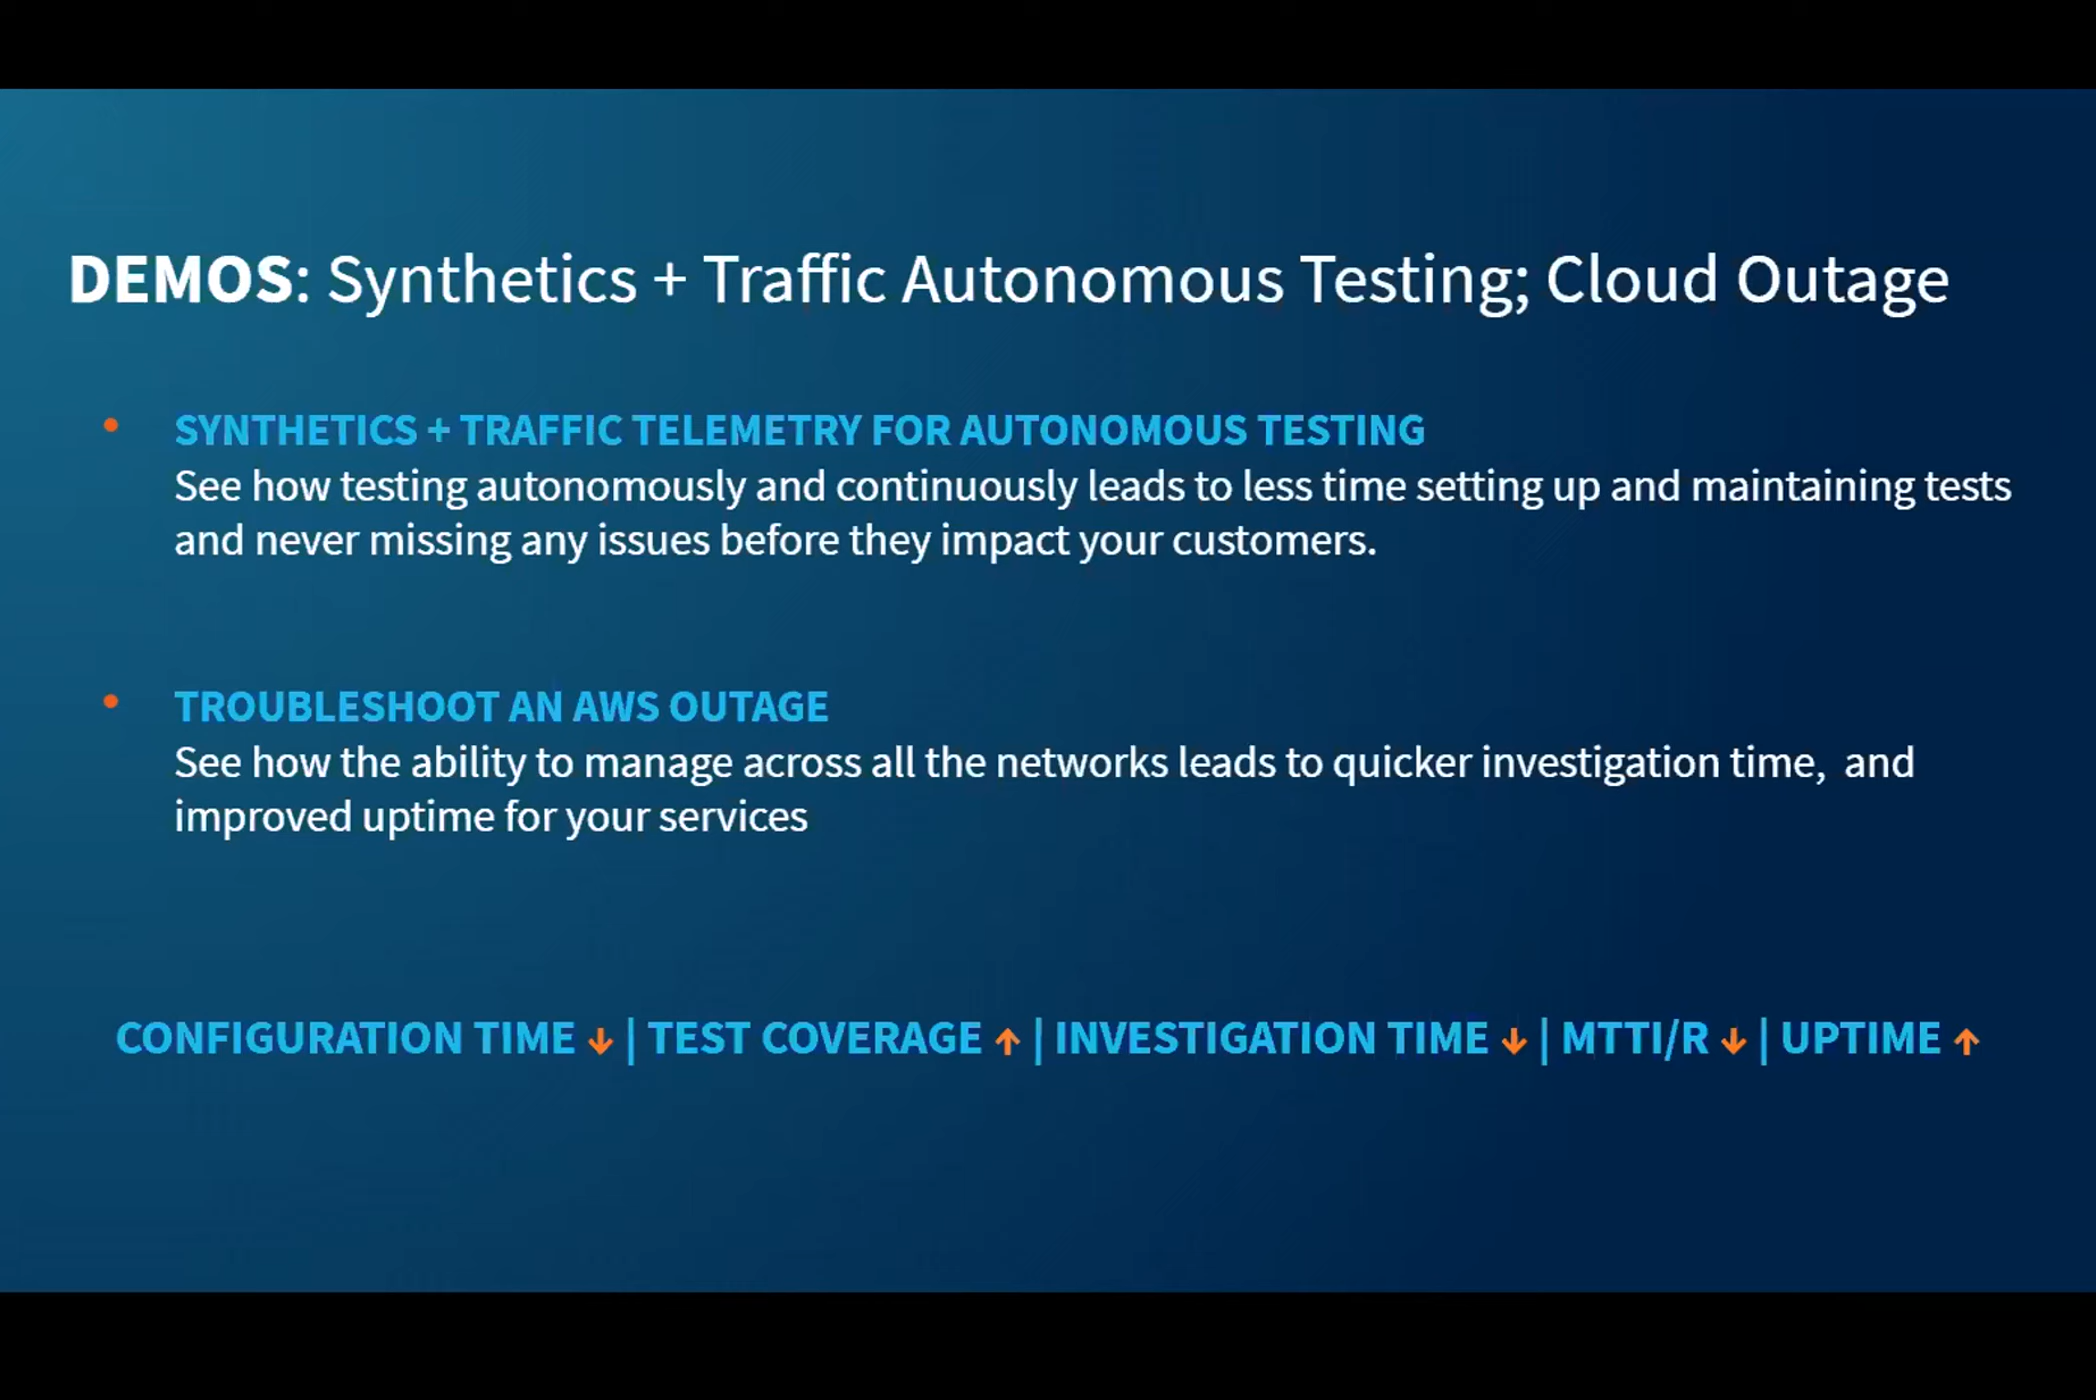 DEMOS: Synthetics + Traffic Autonomous Testing; Cloud Outage
• SYNTHETICS + TRAFFIC TELEMETRY FOR AUTONOMOUS TESTING
See how testing autonomously and continuously leads to less time setting up and maintaining tests
and never missing any issues before they impact your customers.
• TROUBLESHOOT AN AWS OUTAGE
See how the ability to manage across all the networks leads to quicker investigation time,  and
improved uptime for your services
CONFIGURATION TIME ↓ | TEST COVERAGE ↑ | INVESTIGATION TIME ↓ | MTTI/R ↓ | UPTIME ↑